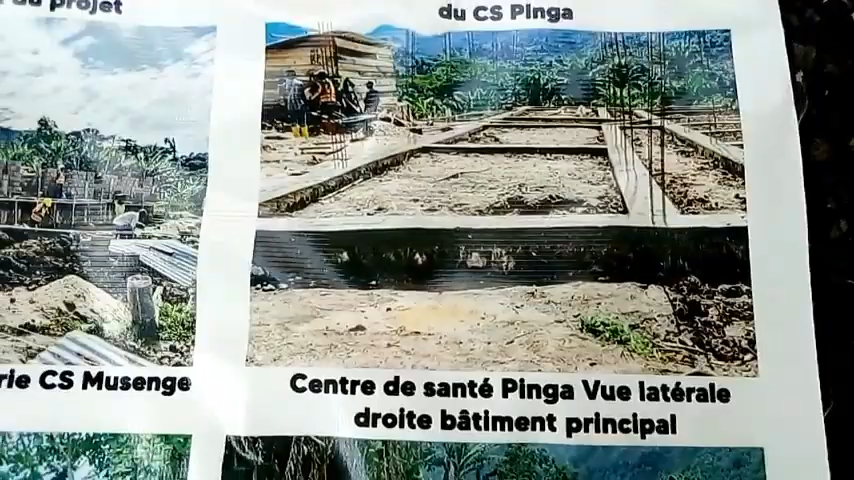 du projet
du CS Pinga
rie CS Musenge
Centre de santé Pinga Vue latérale
droite bâtiment principal